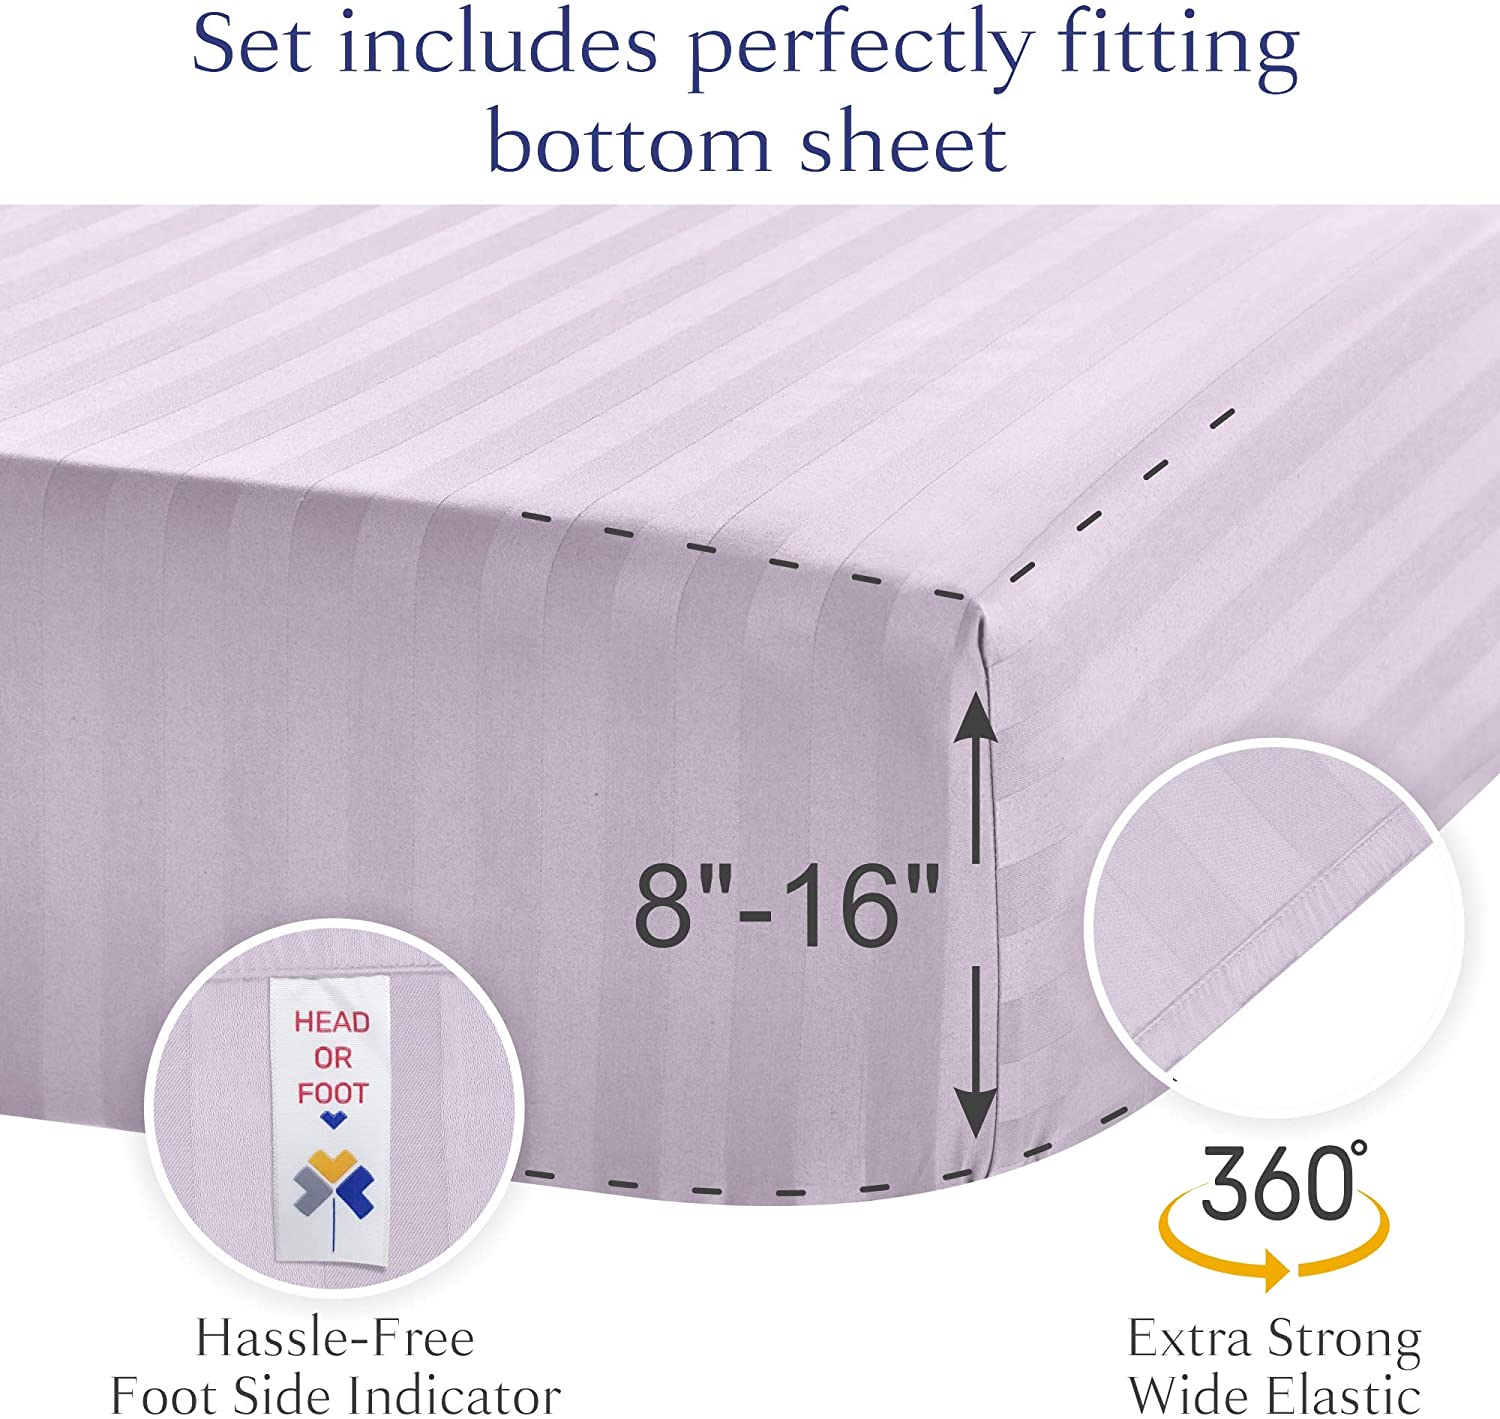 Set includes perfectly fitting
bottom sheet
8"-16"
HEAD
OR
FOOT
360°
Hassle-Free
Foot Side Indicator
Extra Strong
Wide Elastic